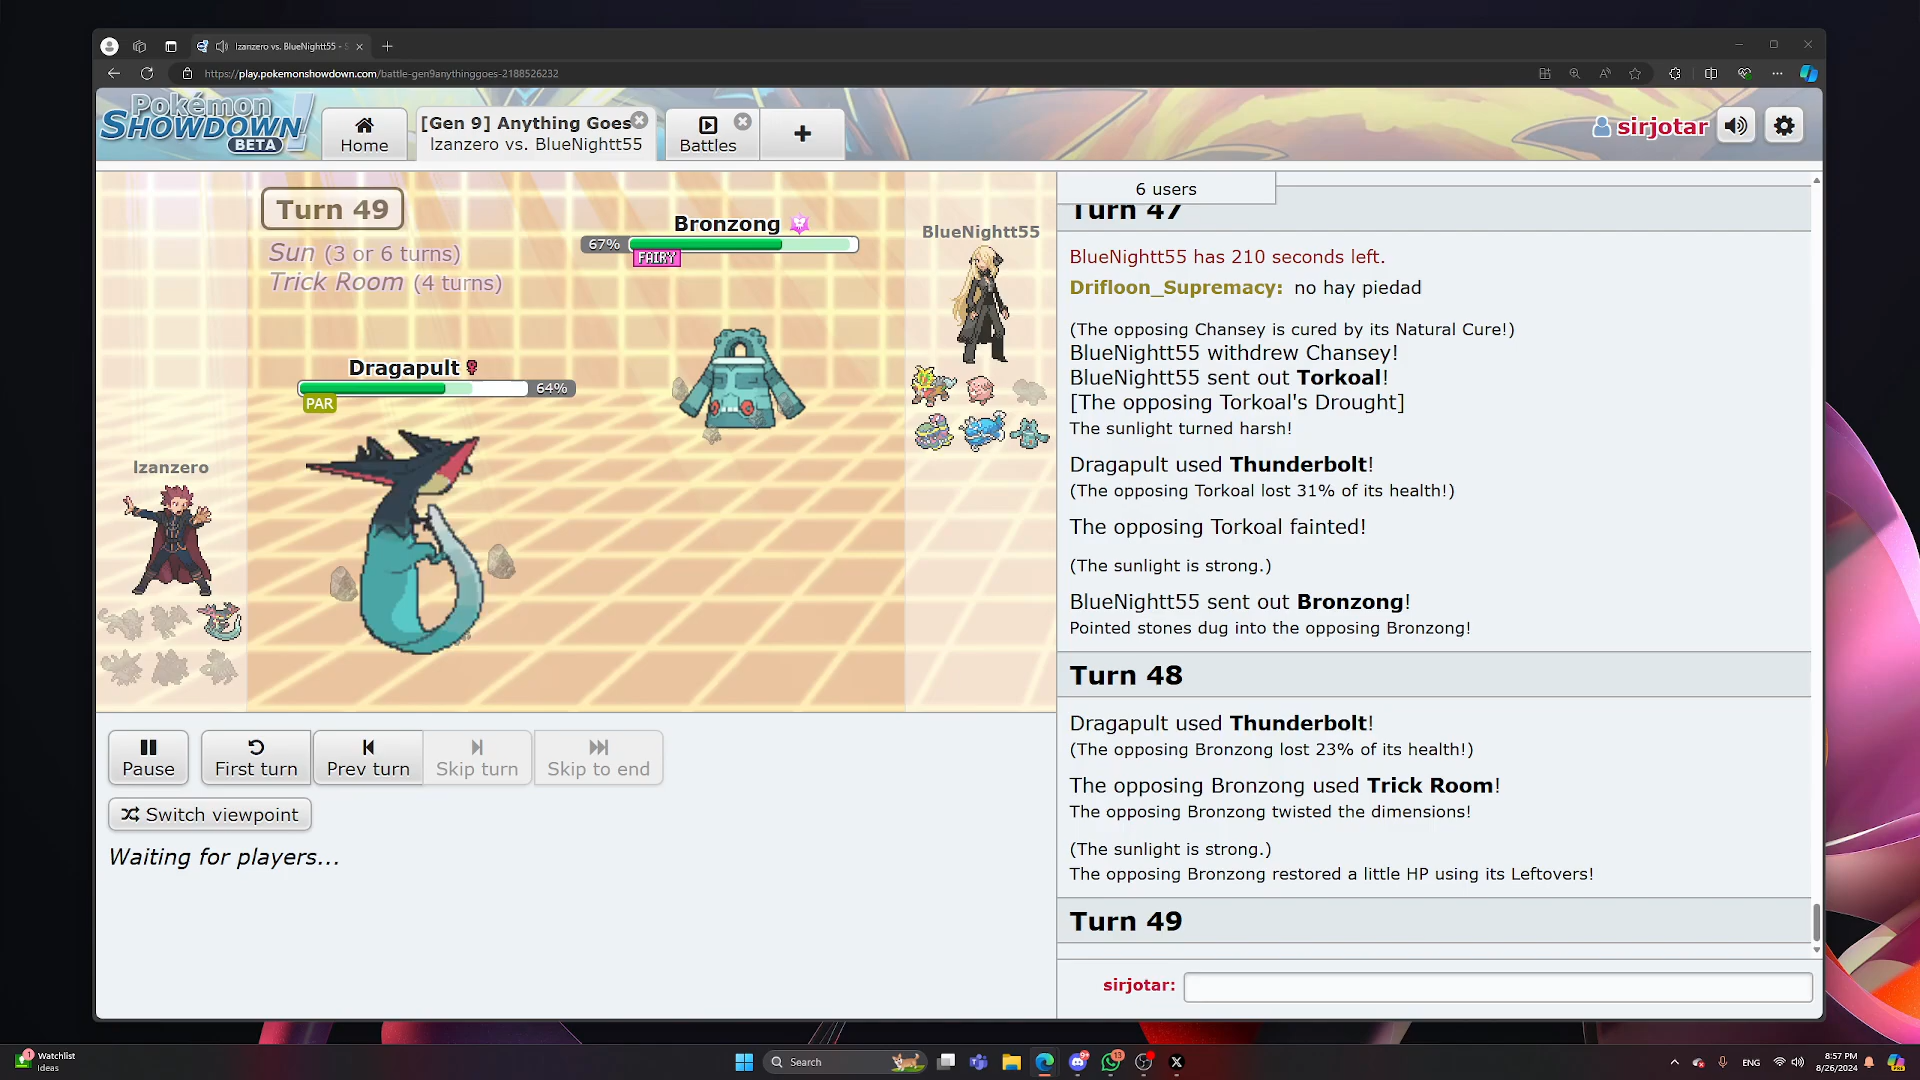 Izanzero vs. BlueNightt55 - S
https://play.pokemonshowdown.com/battle-gen9anythinggoes-2188526232
Pokémon
SHOWDOWN!
BETA
Home
[Gen 9] Anything Goes
Izanzero vs. BlueNightt55
Battles
sirjotar
Turn 49
Sun (3 or 6 turns)
Trick Room (4 turns)
Bronzong
67%
FAIRY
BlueNightt55
Dragapult
64%
PAR
Izanzero
Pause
First turn
Prev turn
Skip turn
Skip to end
Switch viewpoint
Waiting for players...
6 users
Turn 47
BlueNightt55 has 210 seconds left.
Drifloon_Supremacy: no hay piedad
(The opposing Chansey is cured by its Natural Cure!)
BlueNightt55 withdrew Chansey!
BlueNightt55 sent out Torkoal!
[The opposing Torkoal's Drought]
The sunlight turned harsh!
Dragapult used Thunderbolt!
(The opposing Torkoal lost 31% of its health!)
The opposing Torkoal fainted!
(The sunlight is strong.)
BlueNightt55 sent out Bronzong!
Pointed stones dug into the opposing Bronzong!
Turn 48
Dragapult used Thunderbolt!
(The opposing Bronzong lost 23% of its health!)
The opposing Bronzong used Trick Room!
The opposing Bronzong twisted the dimensions!
(The sunlight is strong.)
The opposing Bronzong restored a little HP using its Leftovers!
Turn 49
sirjotar:
Watchlist
Ideas
Search
ENG
8:57 PM
8/26/2024